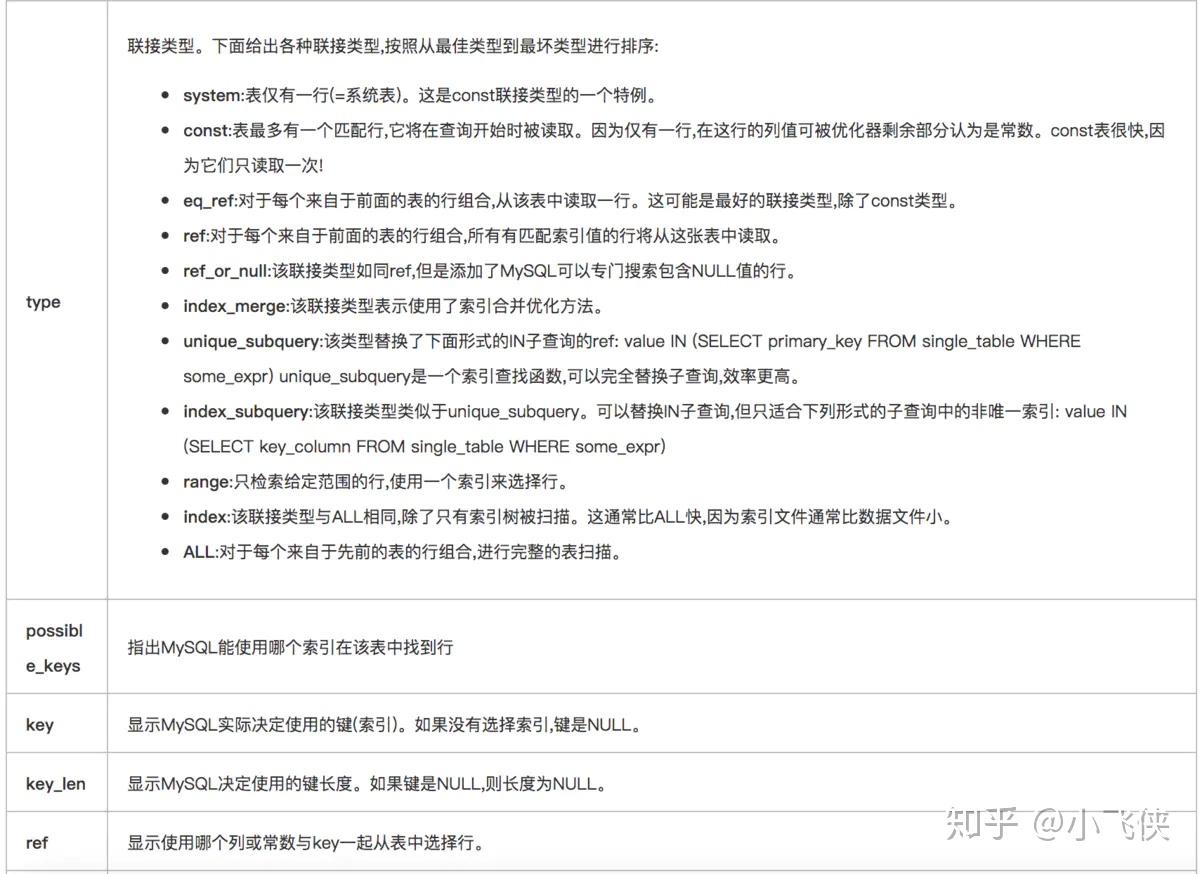 联接类型。下面给出各种联接类型,按照从最佳类型到最坏类型进行排序:
system:表仅有一行(=系统表)。这是const联接类型的一个特例。
const:表最多有一个匹配行,它将在查询开始时被读取。因为仅有一行,在这行的列值可被优化器剩余部分认为是常数。const表很快,因
为它们只读取一次!
eq_ref:对于每个来自于前面的表的行组合,从该表中读取一行。这可能是最好的联接类型,除了const类型。
ref:对于每个来自于前面的表的行组合,所有有匹配索引值的行将从这张表中读取。
ref_or_null:该联接类型如同ref,但是添加了MySQL可以专门搜索包含NULL值的行。
type
index_merge:该联接类型表示使用了索引合并优化方法。
unique_subquery:该类型替换了下面形式的IN子查询的ref: value IN (SELECT primary_key FROM single_table WHERE
some_expr) unique_subquery是一个索引查找函数,可以完全替换子查询,效率更高。
index_subquery:该联接类型类似于unique_subquery。可以替换IN子查询,但只适合下列形式的子查询中的非唯一索引: value IN
(SELECT key_column FROM single_table WHERE some_expr)
range:只检索给定范围的行,使用一个索引来选择行。
index:该联接类型与ALL相同,除了只有索引树被扫描。这通常比ALL快,因为索引文件通常比数据文件小。
ALL:对于每个来自于先前的表的行组合,进行完整的表扫描。
possibl
e_keys
指出MySQL能使用哪个索引在该表中找到行
key
显示MySQL实际决定使用的键(索引)。如果没有选择索引,键是NULL。
key_len
显示MySQL决定使用的键长度。如果键是NULL,则长度为NULL。
ref
显示使用哪个列或常数与key一起从表中选择行。
知乎 @小飞侠